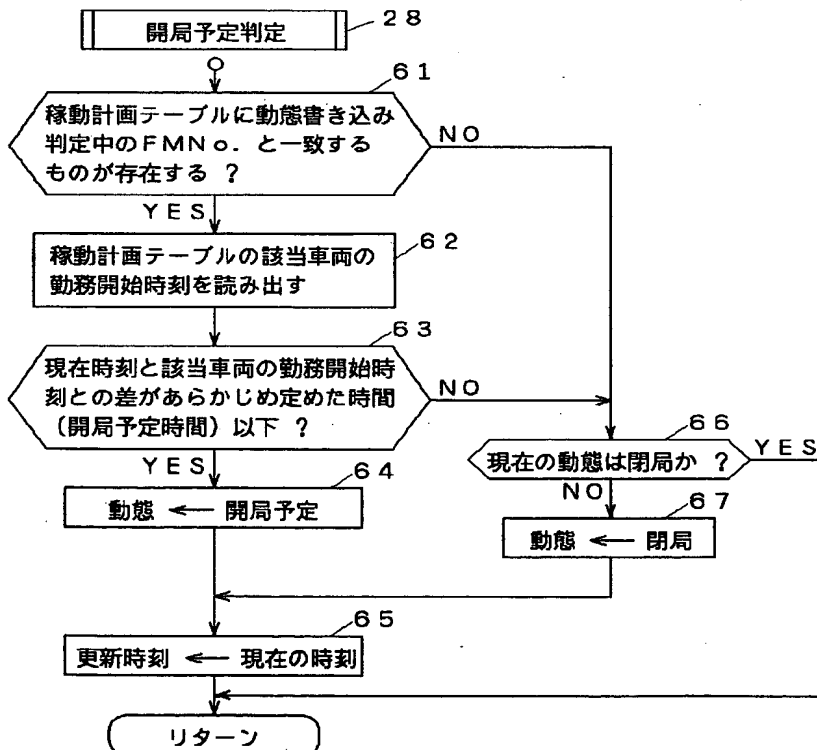 開局予定判定
28
61
稼動計画テーブルに動態書き込み
判定中のFMNo.と一致する
ものが存在する ?
NO
YES
62
稼動計画テーブルの該当車両の
勤務開始時刻を読み出す
63
現在時刻と該当車両の勤務開始時
刻との差があらかじめ定めた時間
(開局予定時間)以下 ?
NO
66
現在の動態は閉局か ?
YES
YES
64
動態 ← 開局予定
NO
67
動態 ← 閉局
65
更新時刻 ← 現在の時刻
リターン